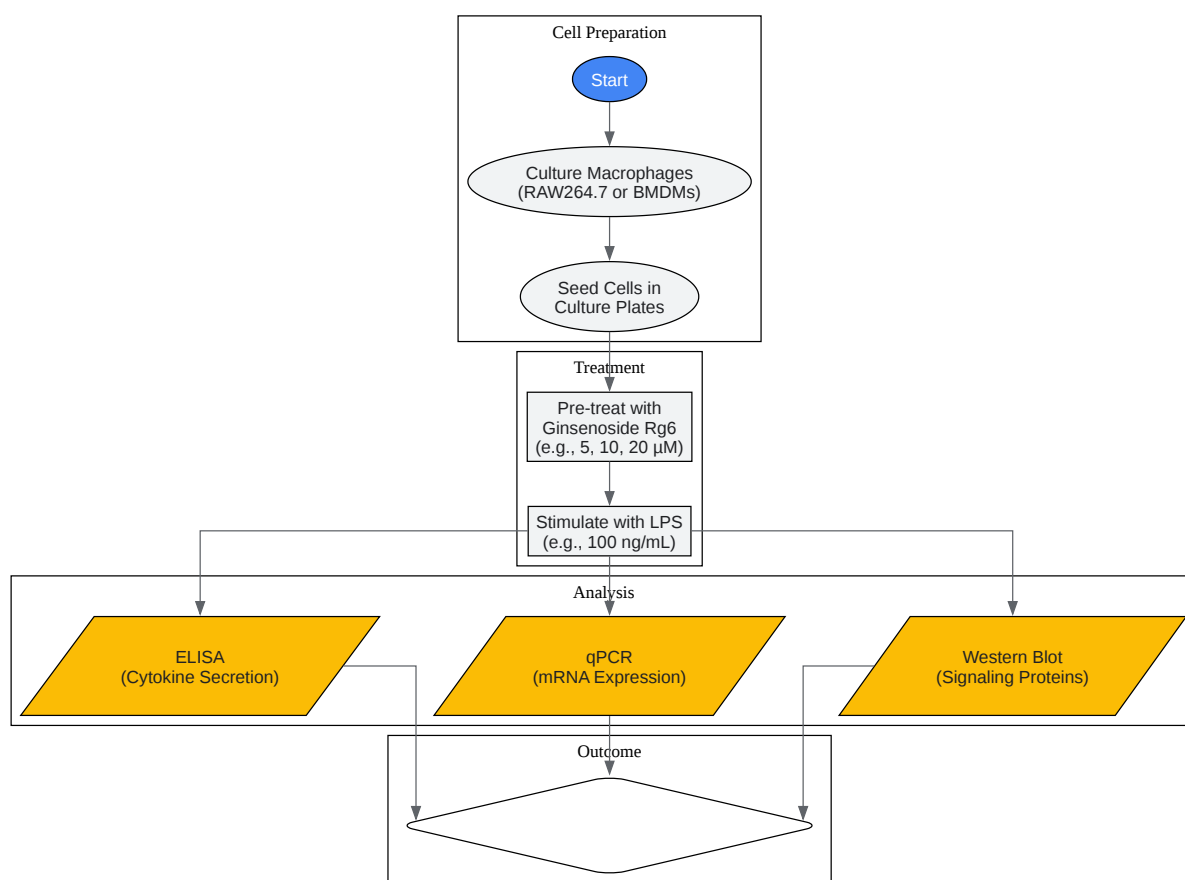 Cell Preparation
Start
Culture Macrophages
(RAW264.7 or BMDMs)
Seed Cells in
Culture Plates
Treatment
Pre-treat with
Ginsenoside Rg6
(e.g., 5, 10, 20 µM)
Stimulate with LPS
(e.g., 100 ng/mL)
Analysis
ELISA
(Cytokine Secretion)
qPCR
(mRNA Expression)
Western Blot
(Signaling Proteins)
Outcome